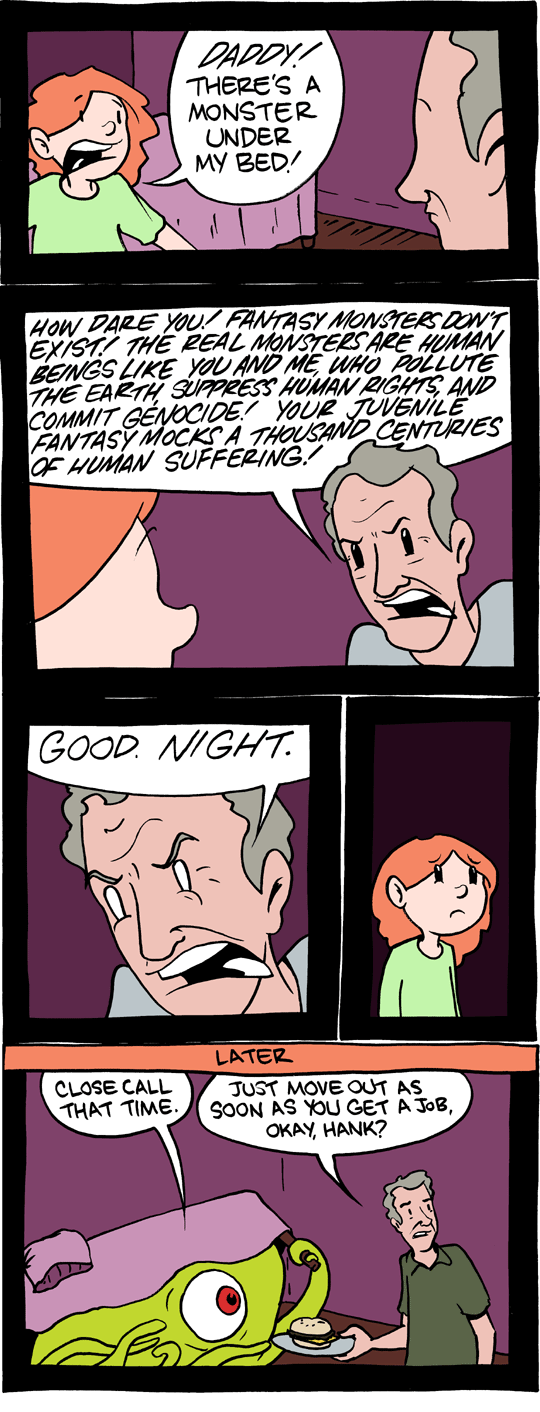 DADDY!
THERE'S A
MONSTER
UNDER
MY BED!
HOW DARE YOU! FANTASY MONSTERS DON'T
EXIST! THE REAL MONSTERS ARE HUMAN
BEINGS LIKE YOU AND ME, WHO POLLUTE
THE EARTH, SUPPRESS HUMAN RIGHTS, AND
COMMIT GENOCIDE! YOUR JUVENILE
FANTASY MOCKS A THOUSAND CENTURIES
OF HUMAN SUFFERING!
GOOD. NIGHT.
LATER
CLOSE CALL
THAT TIME.
JUST MOVE OUT AS
SOON AS YOU GET A JOB,
OKAY, HANK?